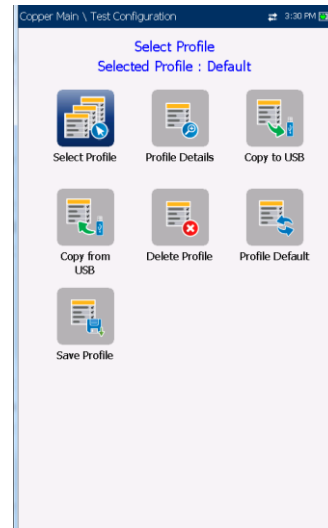 Copper Main \ Test Configuration 3:30 PM
Select Profile
Selected Profile : Default
Select Profile Profile Details Copy to USB
Copy from
USB
Delete Profile Profile Default
Save Profile